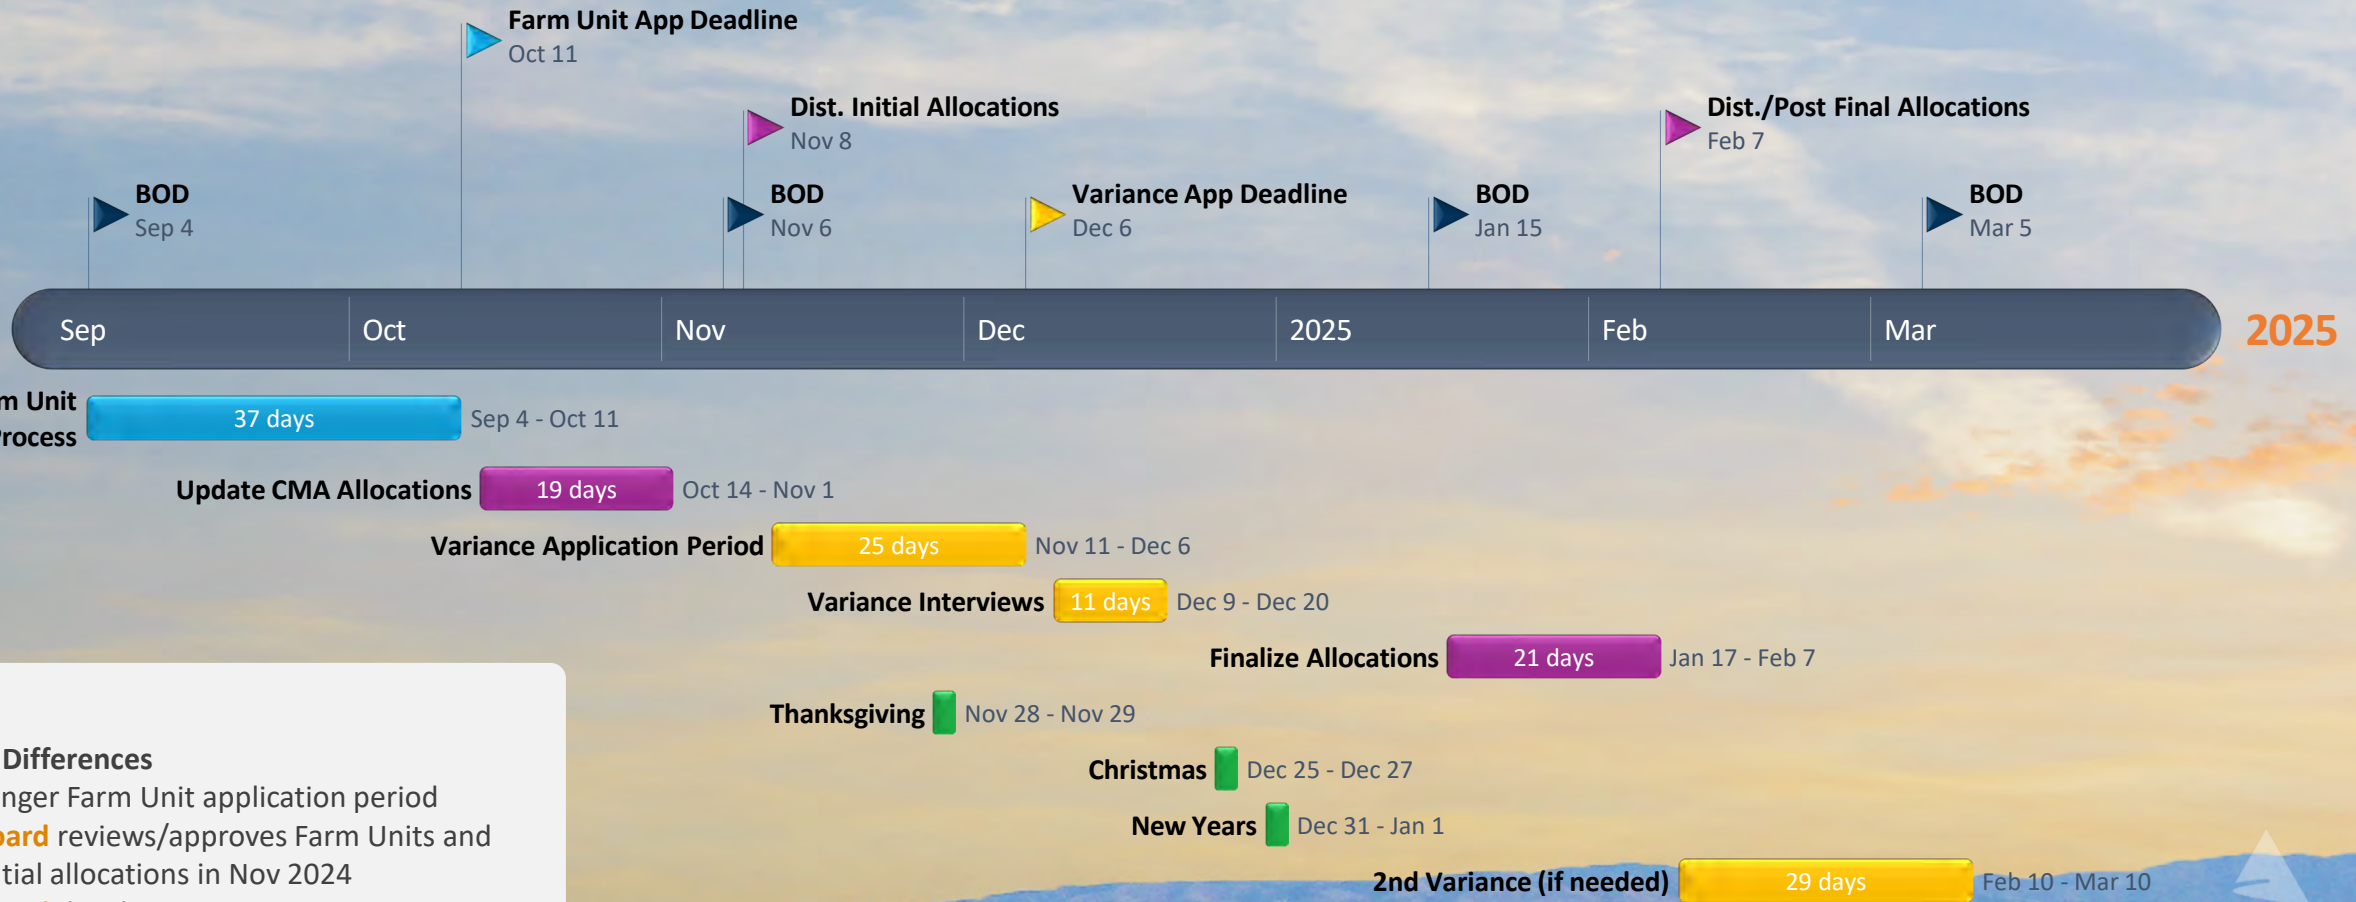 Farm Unit App Deadline
Oct 11
Dist. Initial Allocations
Nov 8
Dist./Post Final Allocations
Feb 7
BOD
Sep 4
BOD
Nov 6
Variance App Deadline
Dec 6
BOD
Jan 15
BOD
Mar 5
Sep Oct Nov Dec 2025 Feb Mar 2025
Unit
Process
37 days
Sep 4 - Oct 11
Update CMA Allocations 19 days Oct 14 - Nov 1
Variance Application Period 25 days Nov 11 - Dec 6
Variance Interviews 11 days Dec 9 - Dec 20
Finalize Allocations 21 days Jan 17 - Feb 7
Thanksgiving Nov 28 - Nov 29
Christmas Dec 25 - Dec 27
New Years Dec 31 - Jan 1
2nd Variance (if needed) 29 days Feb 10 - Mar 10
Differences
Farm Unit application period
reviews/approves Farm Units and
allocations in Nov 2024